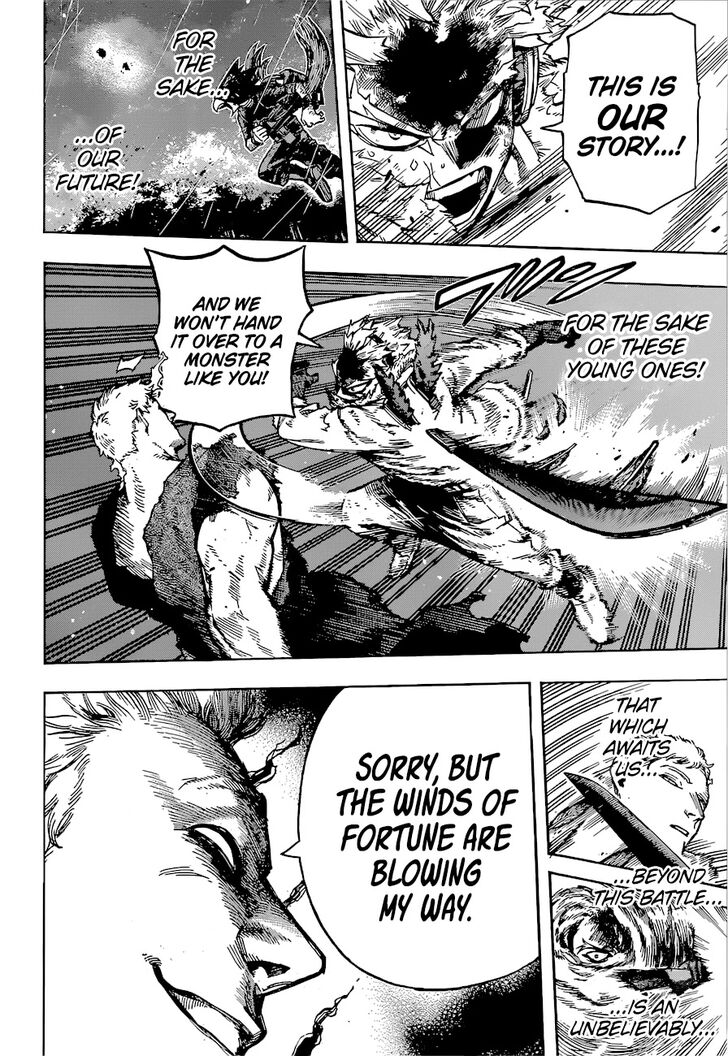 THIS IS
OUR
STORY...!
FOR
THE
SAKE...
...OF
OUR
FUTURE!
FOR THE SAKE
OF THESE
YOUNG ONES!
AND WE
WON'T HAND
IT OVER TO A
MONSTER
LIKE YOU!
THAT
WHICH
AWAITS
US...
...BEYOND
THIS BATTLE...
...IS AN
UNBELIEVABLY...
SORRY, BUT
THE WINDS OF
FORTUNE ARE
BLOWING
MY WAY.